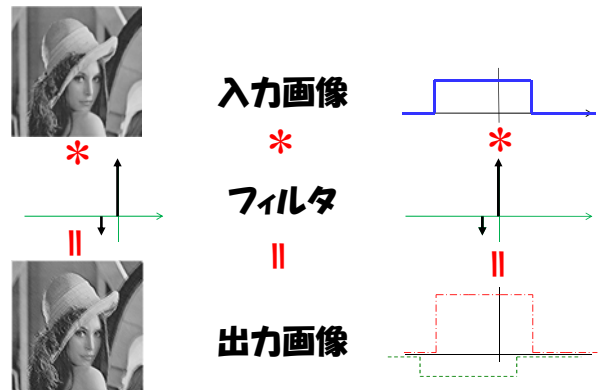 入力画像
*
*
*
フィルタ
=
=
=
出力画像